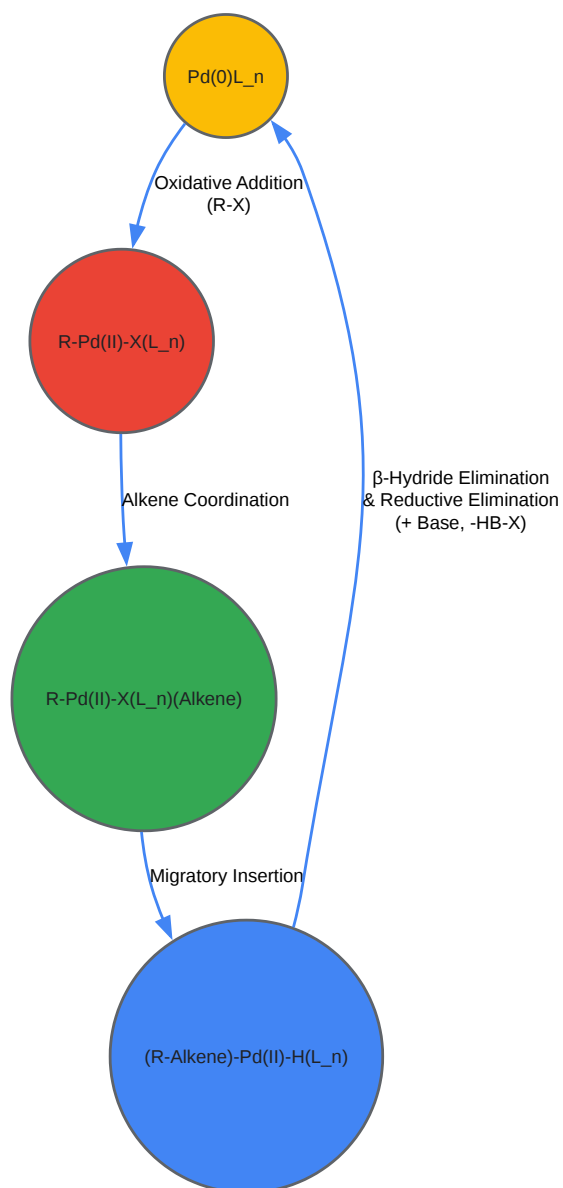 Pd(0)L_n
Oxidative Addition
(R-X)
R-Pd(II)-X(L_n)
Alkene Coordination
β-Hydride Elimination
& Reductive Elimination
(+ Base, -HB-X)
R-Pd(II)-X(L_n)(Alkene)
Migratory Insertion
(R-Alkene)-Pd(II)-H(L_n)